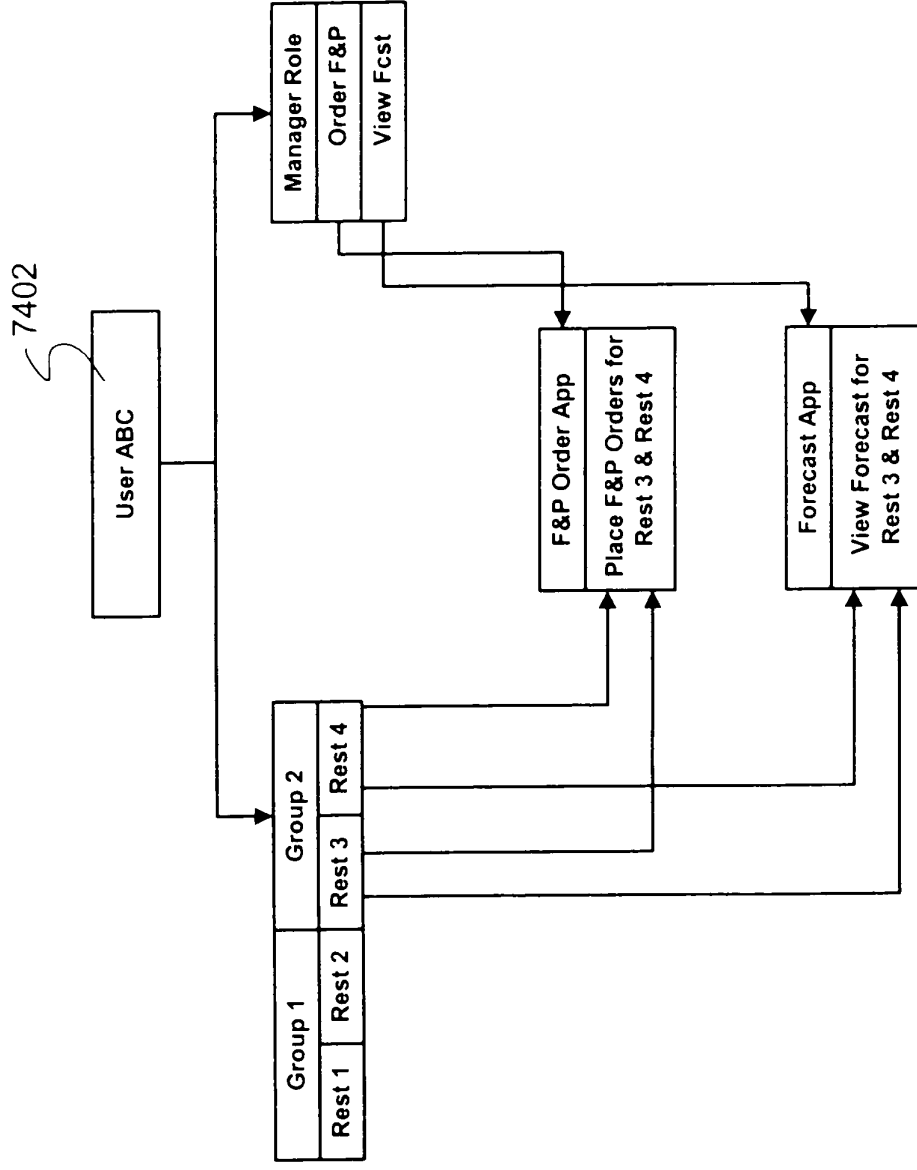 7402
User ABC
Group 1
Group 2
Rest 1
Rest 2
Rest 3
Rest 4
Manager Role
Order F&P
View Fcst
F&P Order App
Place F&P Orders for
Rest 3 & Rest 4
Forecast App
View Forecast for
Rest 3 & Rest 4